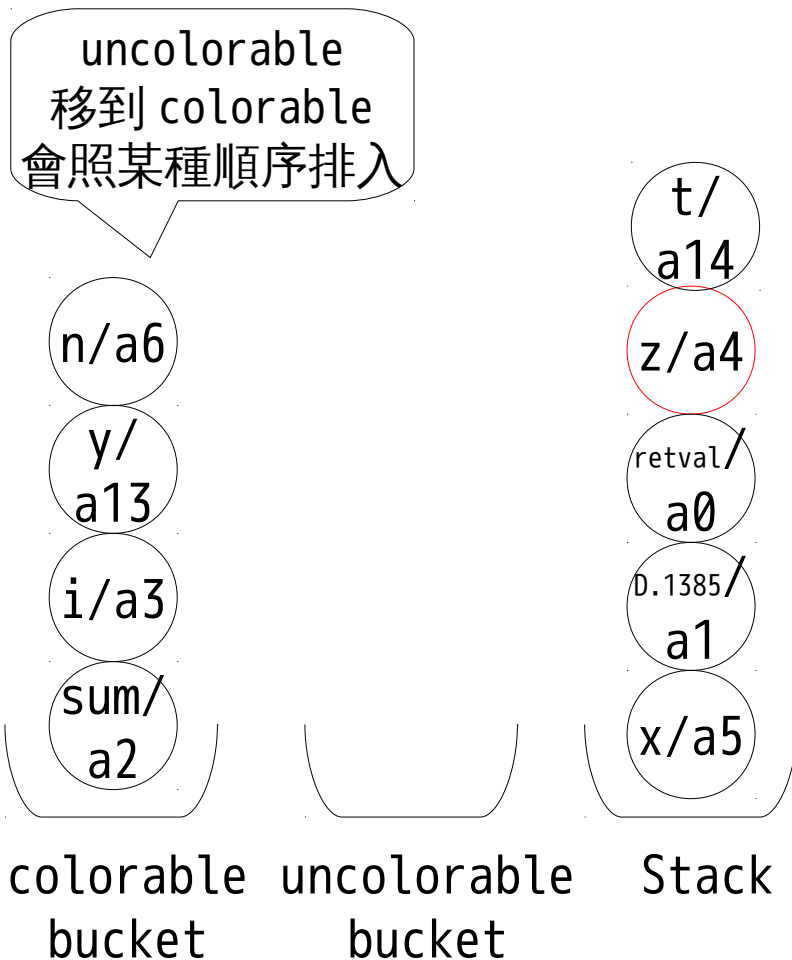 uncolorable
移到 colorable
會照某種順序排入
n/a6
y/
a13
i/a3
sum/
a2
t/
a14
z/a4
retval/
a0
D.1385/
a1
x/a5
colorable
bucket
uncolorable
bucket
Stack